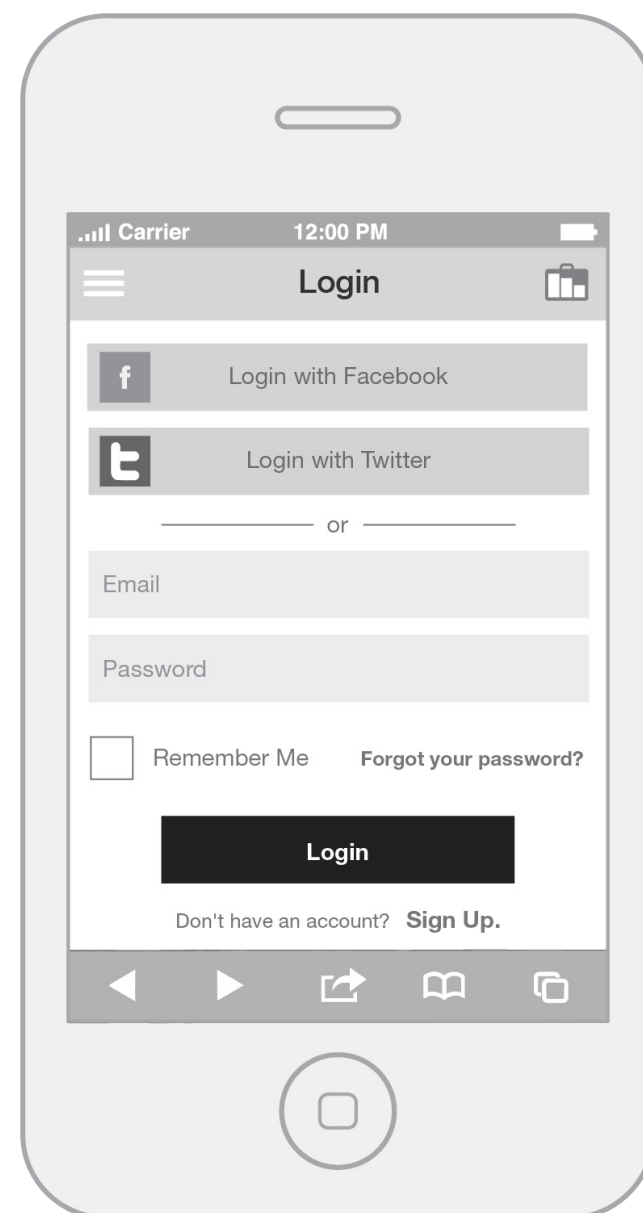 Carrier 12:00 PM
Login
f Login with Facebook
t Login with Twitter
or
Email
Password
Remember Me Forgot your password?
Login
Don't have an account? Sign Up.